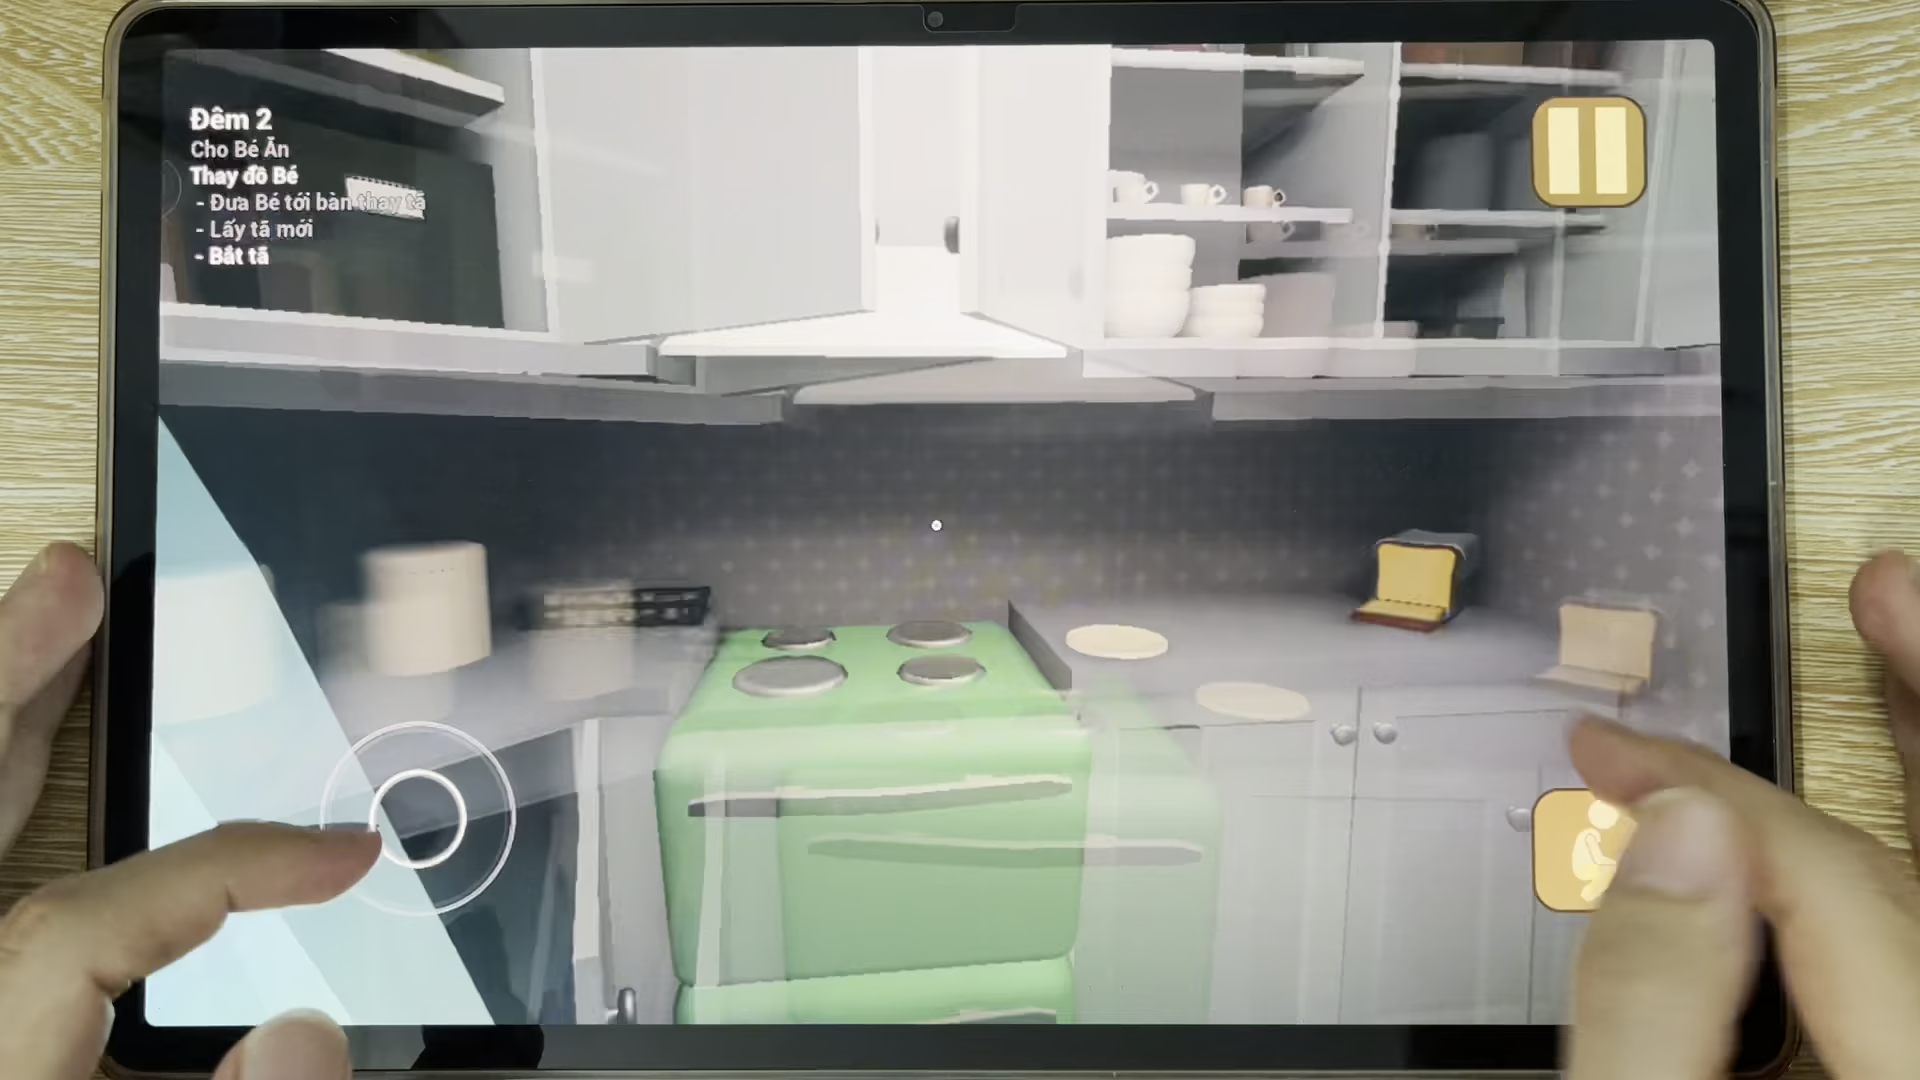 Đêm 2
Cho Bé Ăn
Thay đồ Bé
- Đưa Bé tới bàn thay tã
- Lấy tã mới
- Bắt tã